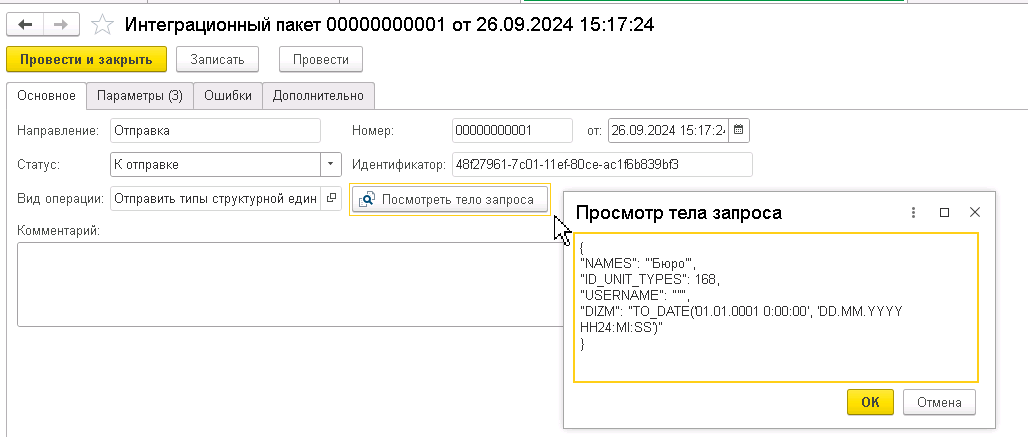 Интеграционный пакет 00000000001 от 26.09.2024 15:17:24
Провести и закрыть Записать Провести
Основное Параметры (3) Ошибки Дополнительно
Направление: Отправка Номер: 00000000001 от: 26.09.2024 15:17:24
Статус: К отправке Идентификатор: 48f27961-7c01-11ef-80ce-ac1f6b839bf3
Вид операции: Отправить типы структурной един Посмотреть тело запроса
Комментарий:
Просмотр тела запроса
{
"NAMES": "'Бюро'",
"ID_UNIT_TYPES": 168,
"USERNAME": "''",
"DIZM": "TO_DATE('01.01.0001 0:00:00', 'DD.MM.YYYY
HH24:MI:SS')"
}
ОК Отмена